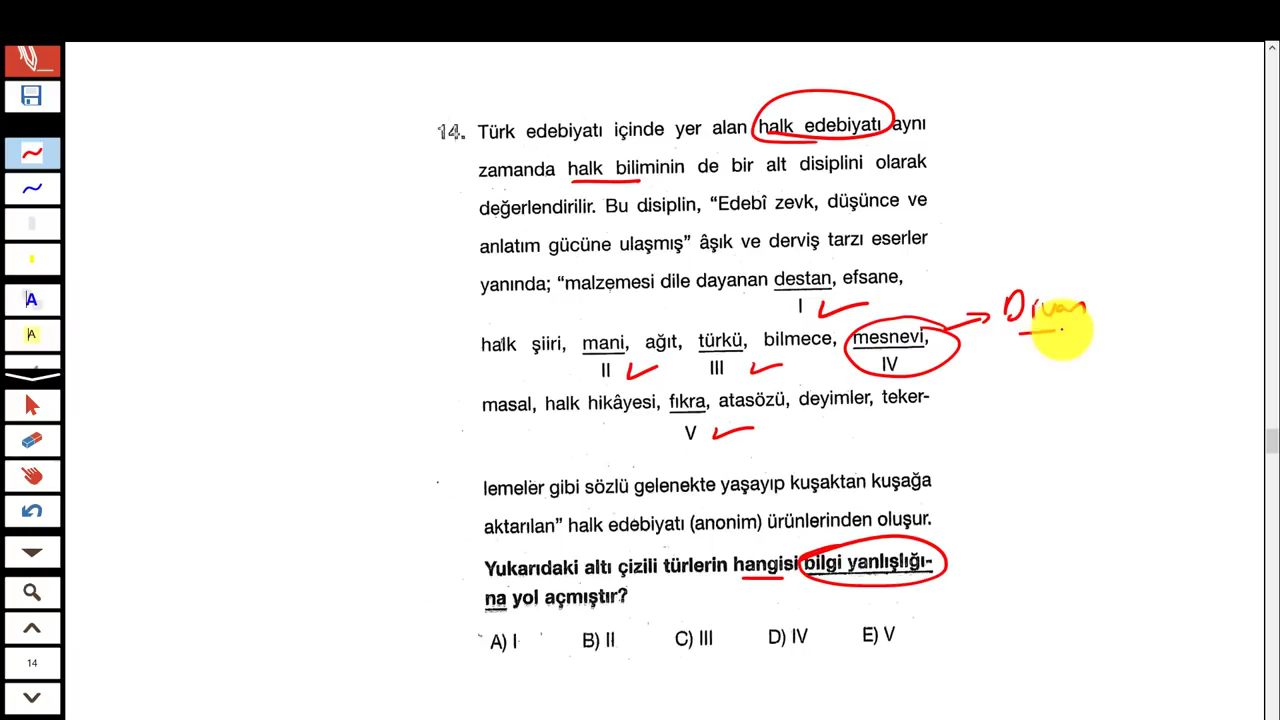 14. Türk edebiyatı içinde yer alan halk edebiyatı aynı
zamanda halk biliminin de bir alt disiplini olarak
değerlendirilir. Bu disiplin, “Edebî zevk, düşünce ve
anlatım gücüne ulaşmış” âşık ve derviş tarzı eserler
yanında; “malzemesi dile dayanan destan, efsane,
I
Divan
halk şiiri, mani, ağıt, türkü, bilmece, mesnevi,
II III IV
masal, halk hikâyesi, fıkra, atasözü, deyimler, teker-
V
lemeler gibi sözlü gelenekte yaşayıp kuşaktan kuşağa
aktarılan” halk edebiyatı (anonim) ürünlerinden oluşur.
Yukarıdaki altı çizili türlerin hangisi bilgi yanlışlığı-
na yol açmıştır?
A) I B) II C) III D) IV E) V
A
A
14